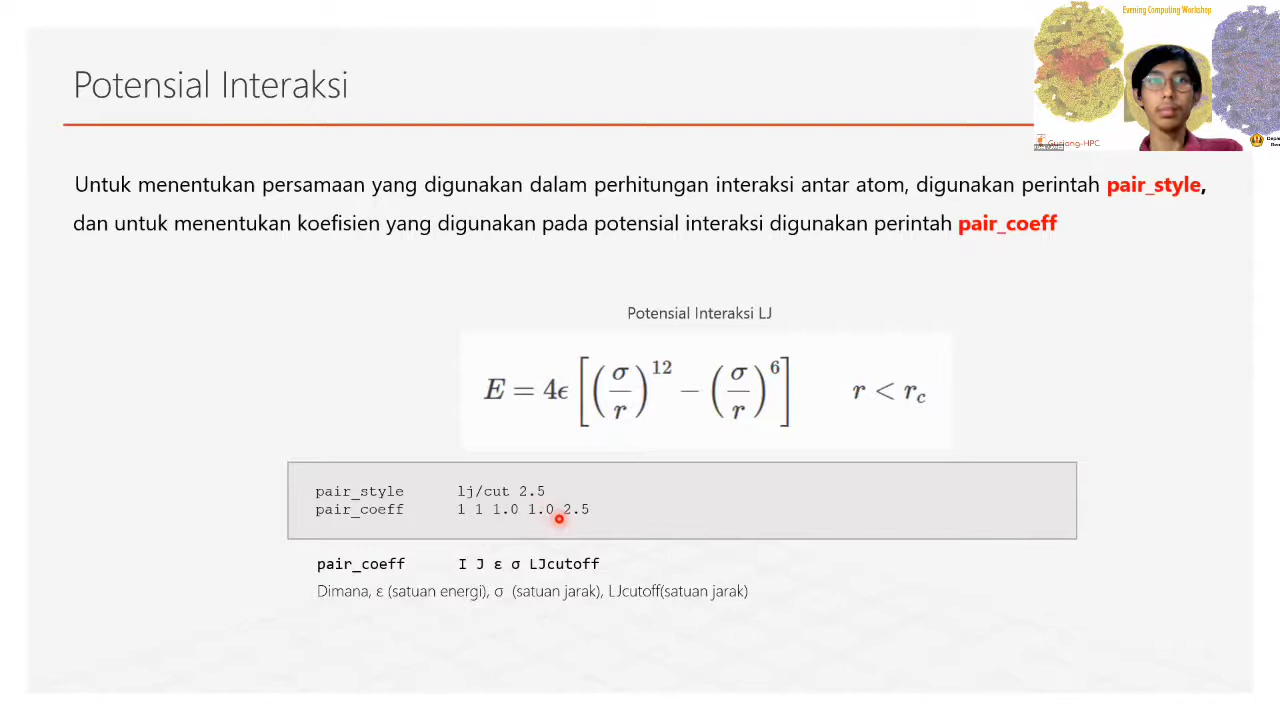 Evening Computing Workshop
Potensial Interaksi
Gunjang-HPC
Untuk menentukan persamaan yang digunakan dalam perhitungan interaksi antar atom, digunakan perintah pair_style,
dan untuk menentukan koefisien yang digunakan pada potensial interaksi digunakan perintah pair_coeff
Potensial Interaksi LJ
E = 4ϵ [(σ/r)^12 − (σ/r)^6] r < r_c
pair_style lj/cut 2.5
pair_coeff 1 1 1.0 1.0 2.5
pair_coeff I J ε σ LJcutoff
Dimana, ε (satuan energi), σ (satuan jarak), LJcutoff(satuan jarak)